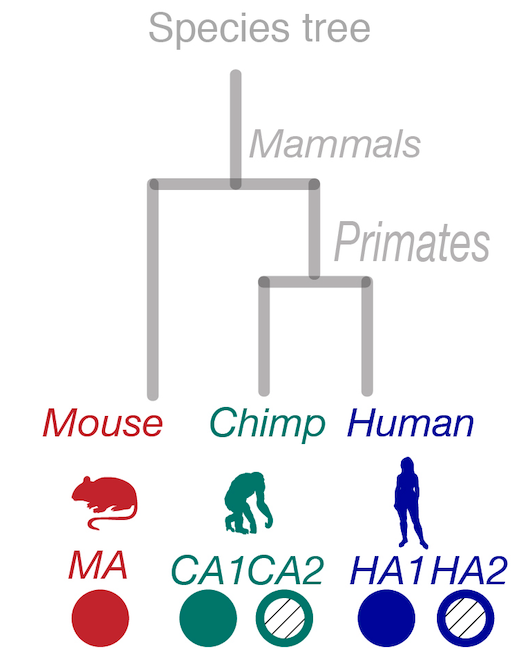 Species tree
Mammals
Primates
Mouse Chimp Human
MA CA1CA2 HA1HA2